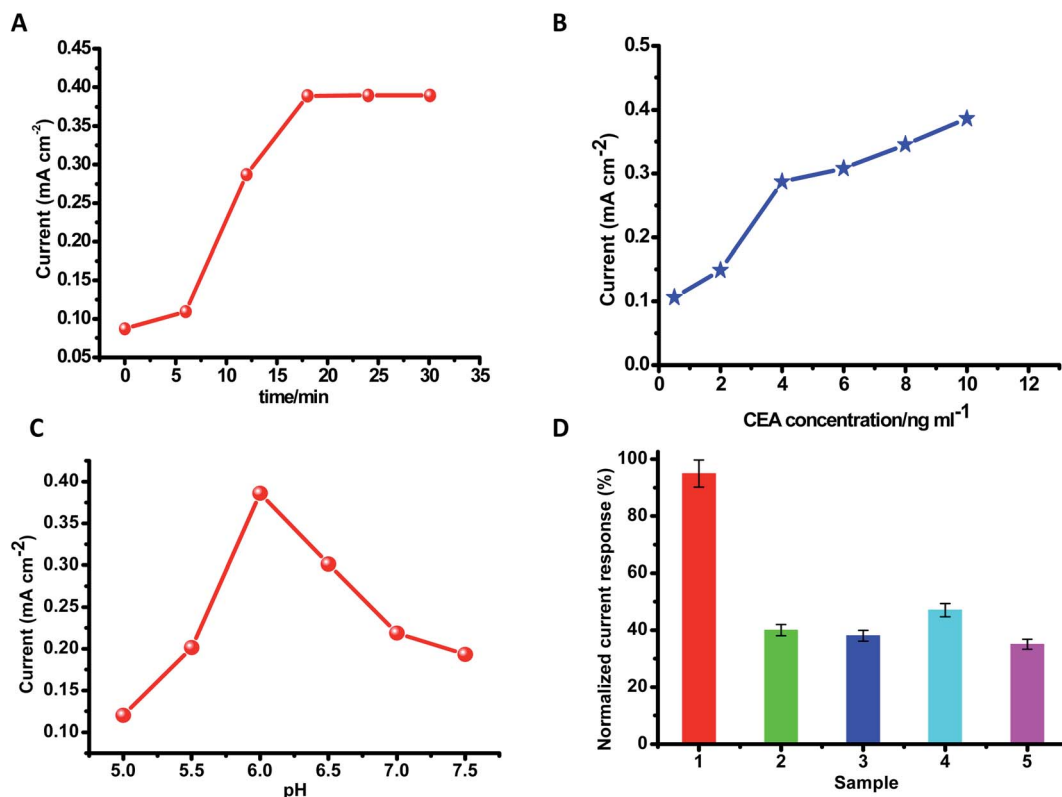 A
Current (mA cm-2)
0.45
0.40
0.35
0.30
0.25
0.20
0.15
0.10
0.05
0 5 10 15 20 25 30 35
time/min
B
Current (mA cm-2)
0.5
0.4
0.3
0.2
0.1
0.0
0 2 4 6 8 10 12
CEA concentration/ng ml-1
C
Current (mA cm-2)
0.40
0.35
0.30
0.25
0.20
0.15
0.10
5.0 5.5 6.0 6.5 7.0 7.5
pH
D
Normalized current response (%)
100
80
60
40
20
0
1 2 3 4 5
Sample